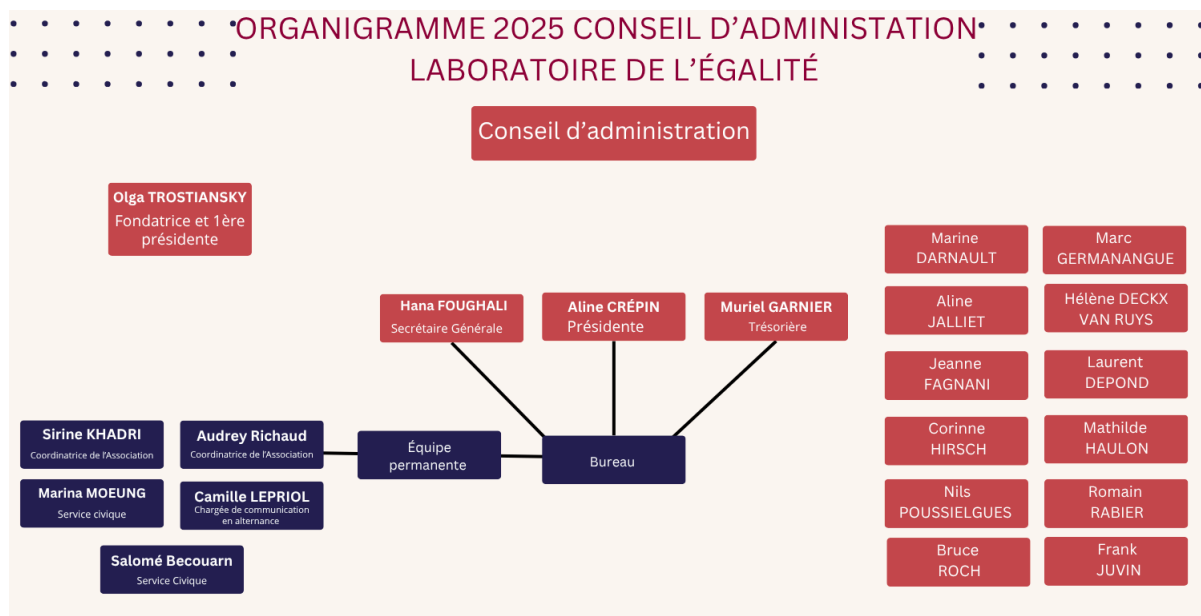 ORGANIGRAMME 2025 CONSEIL D’ADMINISTATION
LABORATOIRE DE L’ÉGALITÉ
Conseil d’administration
Olga TROSTIANSKY
Fondatrice et 1ère
présidente
Hana FOUGHALI
Secrétaire Générale
Aline CRÉPIN
Présidente
Muriel GARNIER
Trésorière
Marine
DARNAULT
Marc
GERMANANGUE
Aline
JALLIET
Hélène DECKX
VAN RUYS
Jeanne
FAGNANI
Laurent
DEPOND
Corinne
HIRSCH
Mathilde
HAULON
Nils
POUSSIELGUES
Romain
RABIER
Bruce
ROCH
Frank
JUVIN
Sirine KHADRI
Coordinatrice de l’Association
Audrey Richaud
Coordinatrice de l’Association
Équipe
permanente
Bureau
Marina MOEUNG
Service civique
Camille LEPRIOL
Chargée de communication
en alternance
Salomé Becouarn
Service Civique